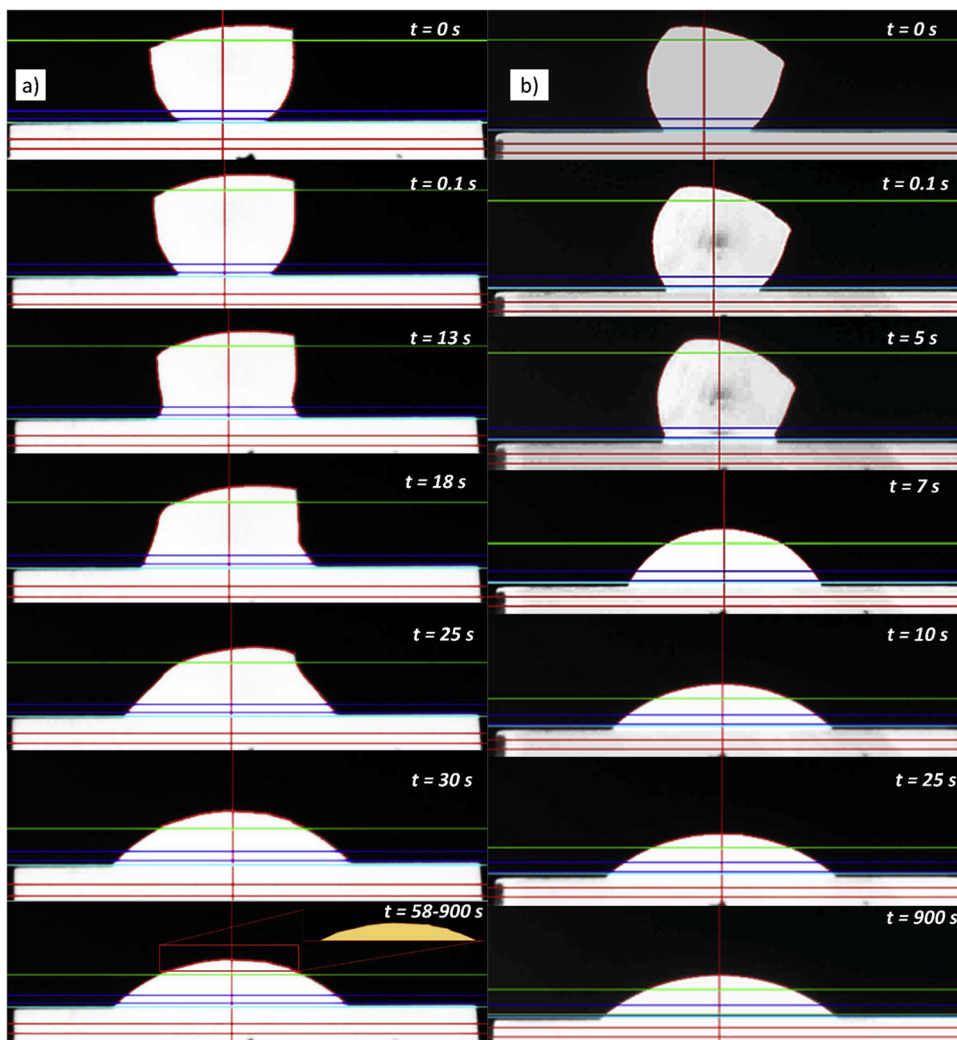 a)
t = 0 s
t = 0.1 s
t = 13 s
t = 18 s
t = 25 s
t = 30 s
t = 58-900 s
b)
t = 0 s
t = 0.1 s
t = 5 s
t = 7 s
t = 10 s
t = 25 s
t = 900 s